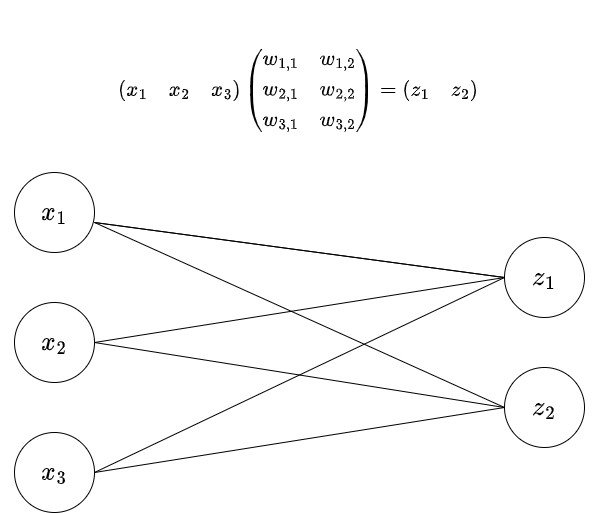 (x₁ x₂ x₃) (w₁,₁ w₁,₂
w₂,₁ w₂,₂
w₃,₁ w₃,₂) = (z₁ z₂)
x₁
z₁
x₂
z₂
x₃